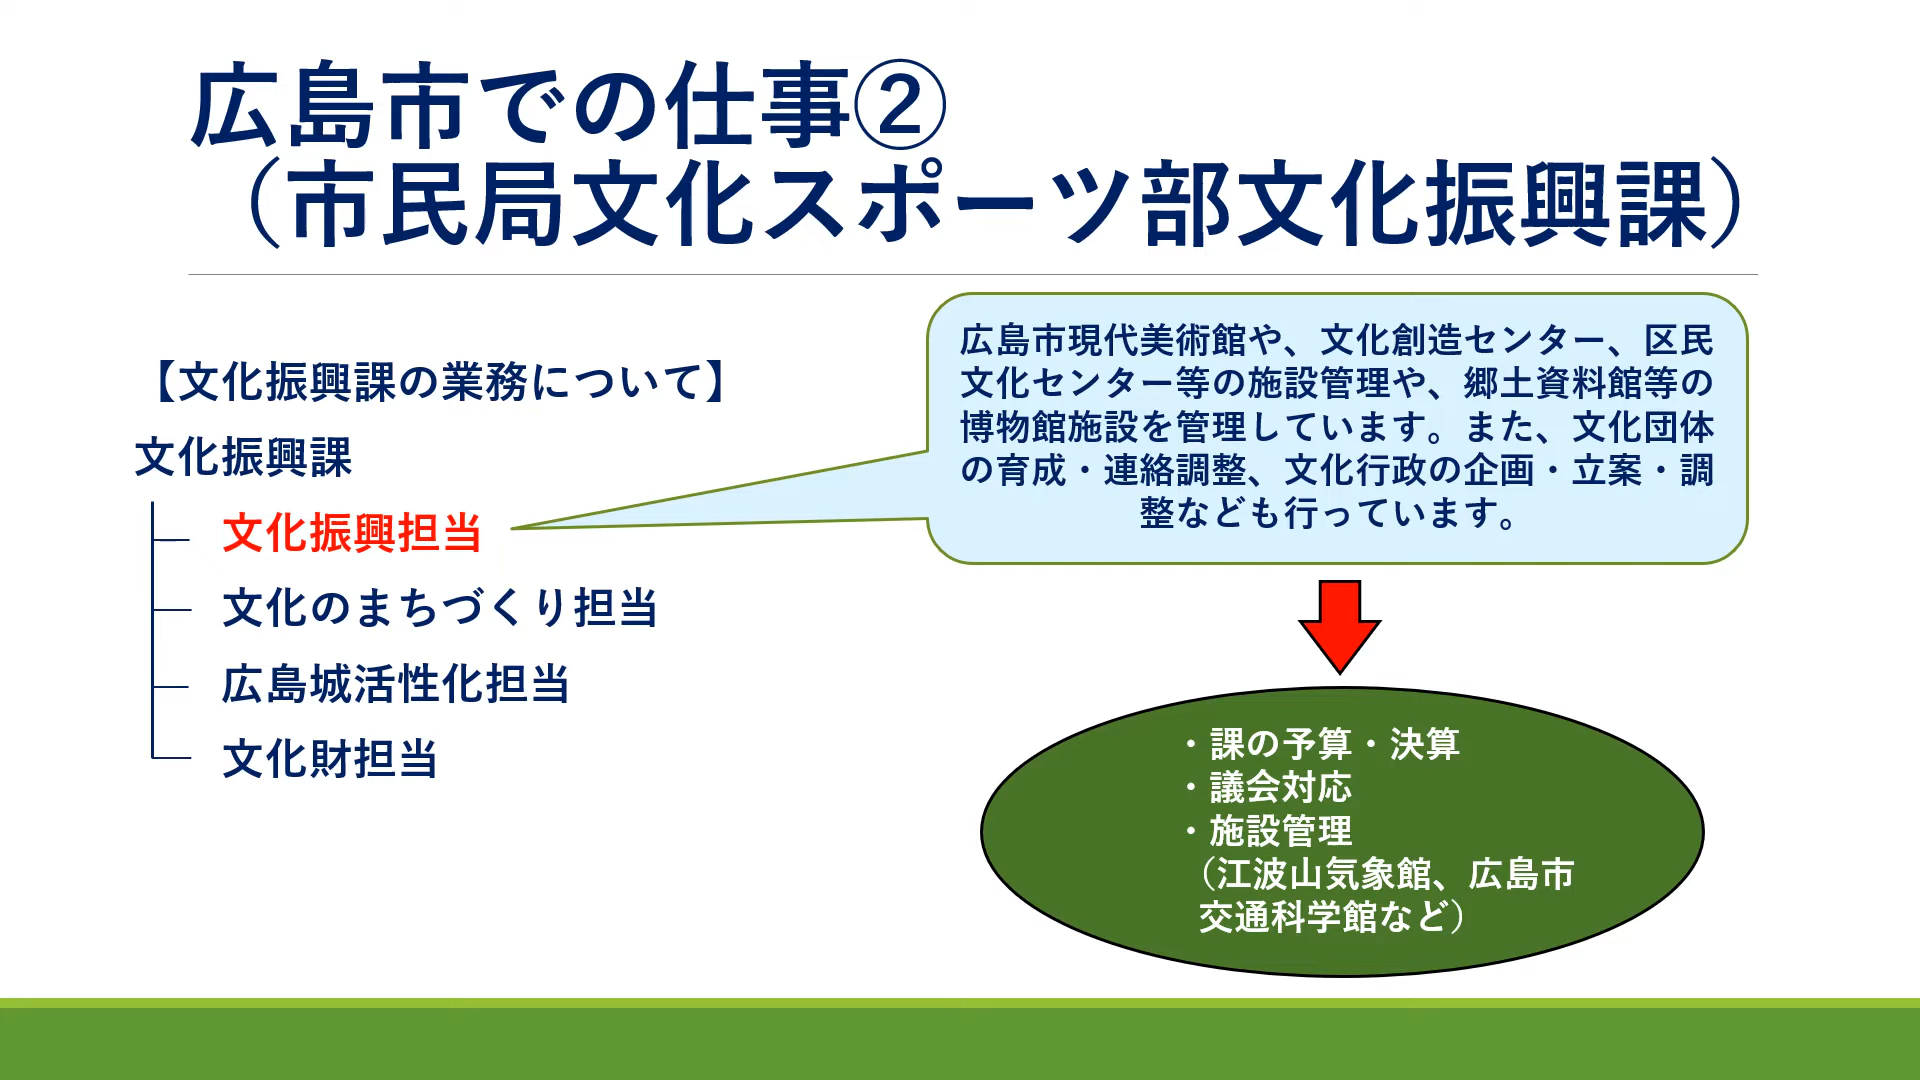 広島市での仕事②
（市民局文化スポーツ部文化振興課）
【文化振興課の業務について】
文化振興課
文化振興担当
文化のまちづくり担当
広島城活性化担当
文化財担当
広島市現代美術館や、文化創造センター、区民
文化センター等の施設管理や、郷土資料館等の
博物館施設を管理しています。また、文化団体
の育成・連絡調整、文化行政の企画・立案・調
整なども行っています。
・課の予算・決算
・議会対応
・施設管理
（江波山気象館、広島市
交通科学館など）